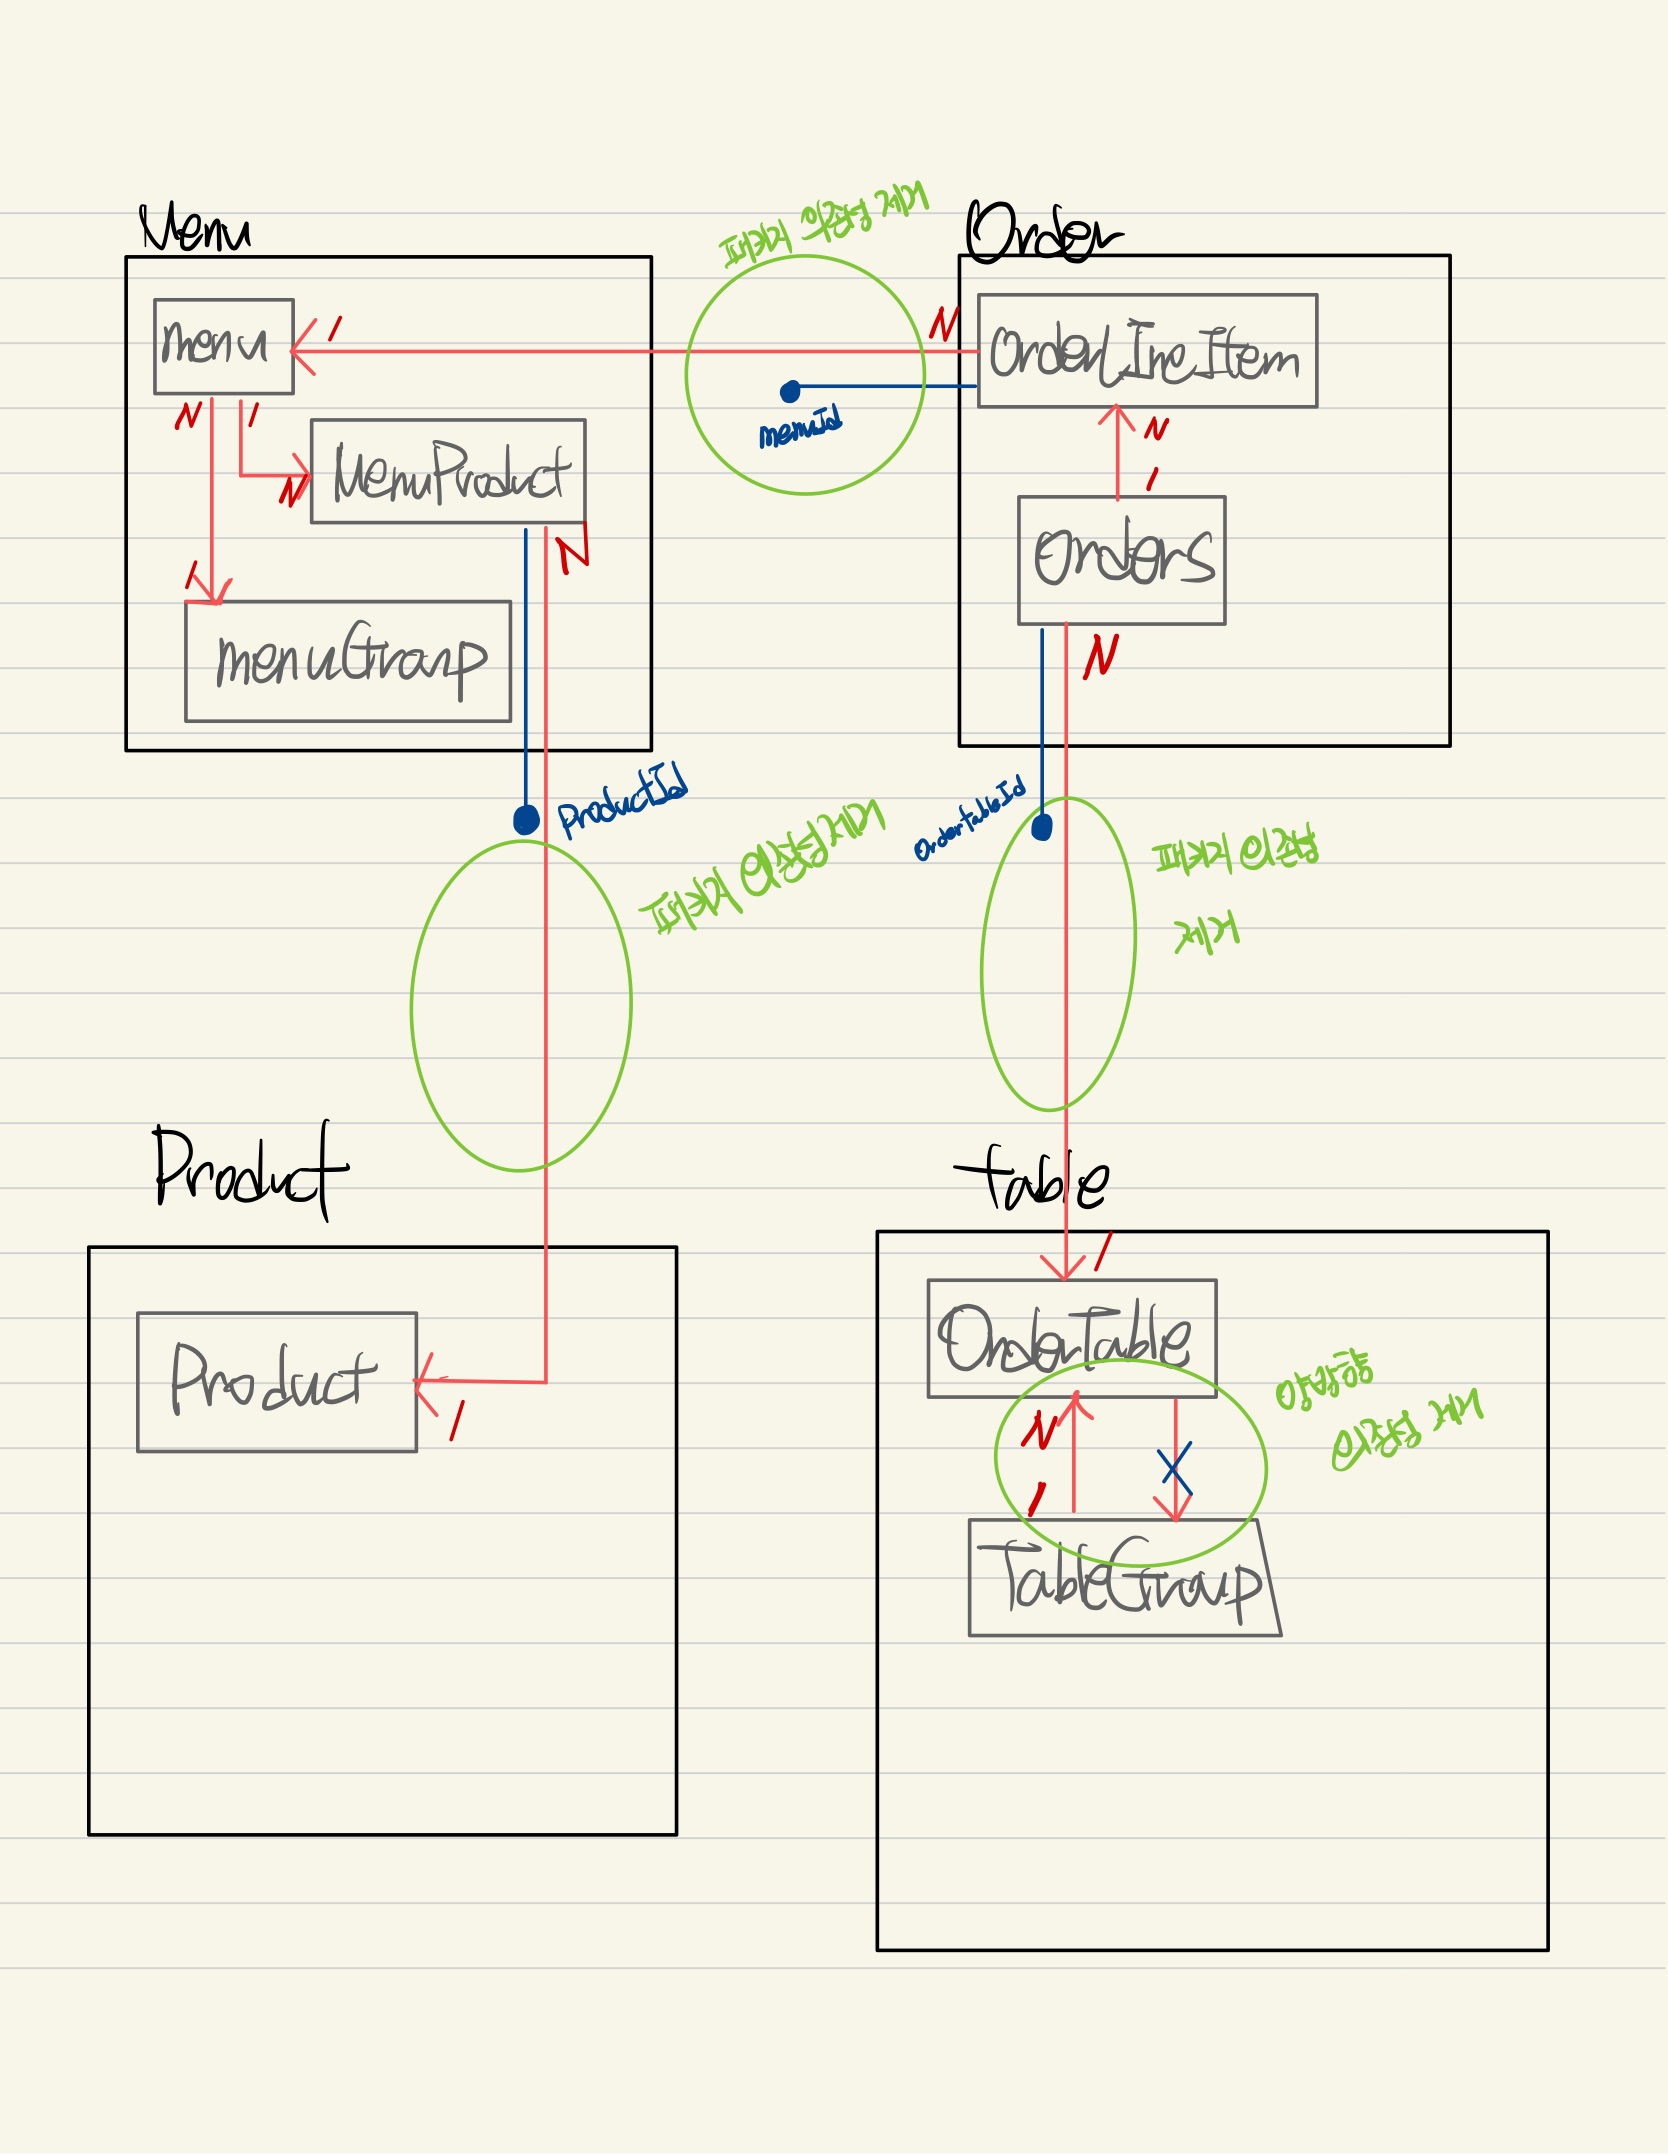 Menu
패키지 의존성 제거
Order
menu
1
N
OrderLineItem
menuId
N
1
N
MenuProduct
N
1
N
1
orders
menuGroup
N
productId
OrdertableId
패키지 의존성 제거
패키지 의존성
제거
Product
table
1
OrderTable
Product
1
양방향
의존성 제거
N
1
TableGroup